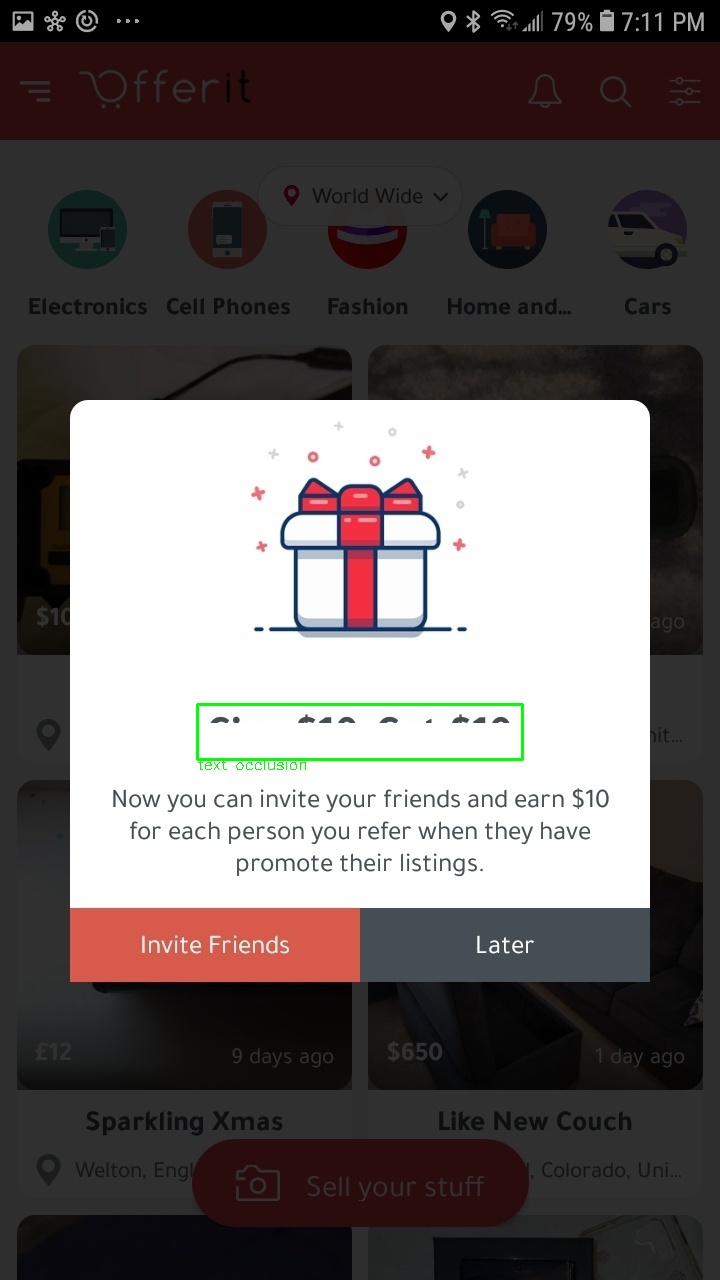 79% 7:11 PM
Offerit
World Wide
Electronics Cell Phones Fashion Home and... Cars
$10
ago
Now you can invite your friends and earn $10
for each person you refer when they have
promote their listings.
Invite Friends Later
£12 9 days ago $650 1 day ago
Sparkling Xmas Like New Couch
Welton, Colorado, Uni...
Sell your stuff
text occlusion